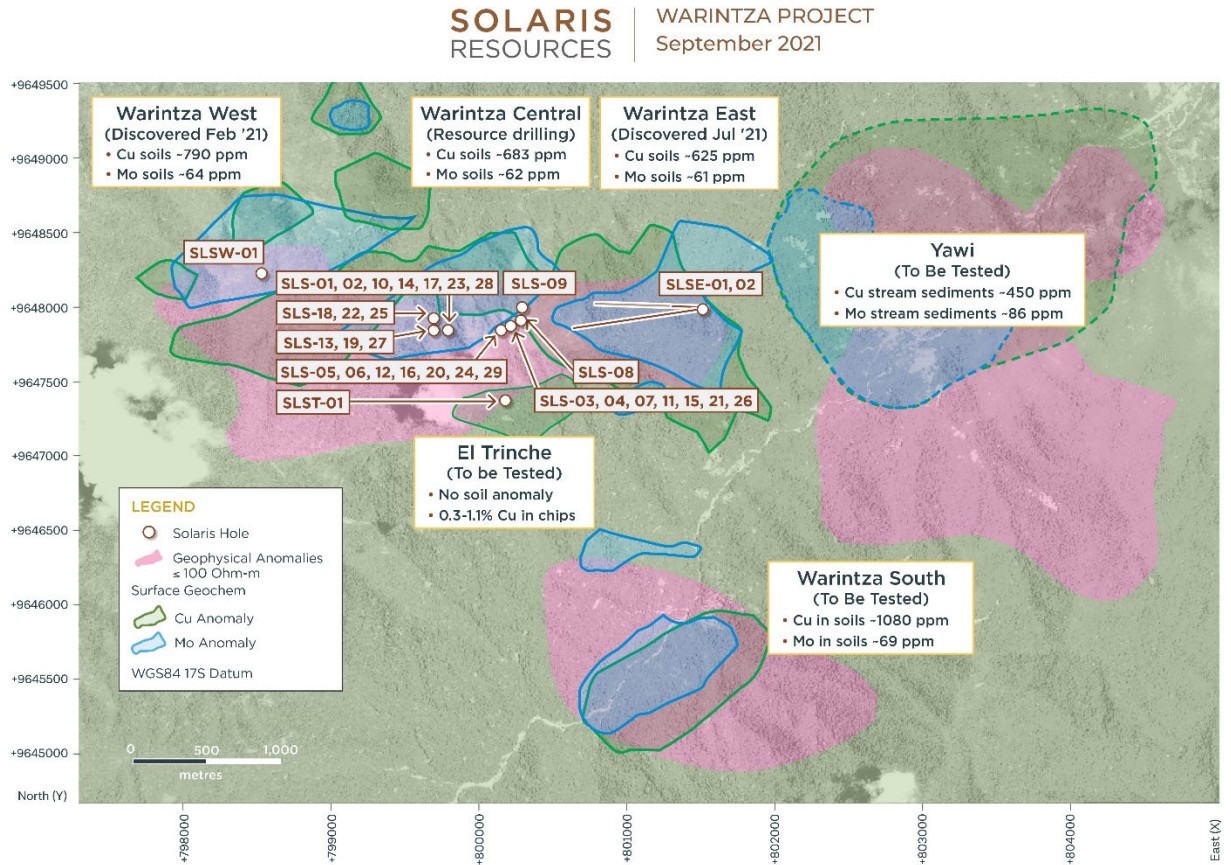 SOLARIS
RESOURCES
WARINTZA PROJECT
September 2021
+9649500
+9649000
+9648500
+9648000
+9647500
+9647000
+9646500
+9646000
+9645500
+9645000
North (Y)
Warintza West
(Discovered Feb '21)
• Cu soils ~790 ppm
• Mo soils ~64 ppm
Warintza Central
(Resource drilling)
• Cu soils ~683 ppm
• Mo soils ~62 ppm
Warintza East
(Discovered Jul '21)
• Cu soils ~625 ppm
• Mo soils ~61 ppm
Yawi
(To Be Tested)
• Cu stream sediments ~450 ppm
• Mo stream sediments ~86 ppm
SLSW-01
SLS-01, 02, 10, 14, 17, 23, 28
SLS-09
SLSE-01, 02
SLS-18, 22, 25
SLS-13, 19, 27
SLS-05, 06, 12, 16, 20, 24, 29
SLS-08
SLST-01
SLS-03, 04, 07, 11, 15, 21, 26
El Trinche
(To be Tested)
• No soil anomaly
• 0.3-1.1% Cu in chips
Warintza South
(To Be Tested)
• Cu in soils ~1080 ppm
• Mo in soils ~69 ppm
LEGEND
Solaris Hole
Geophysical Anomalies
≤ 100 Ohm-m
Surface Geochem
Cu Anomaly
Mo Anomaly
WGS84 17S Datum
0 500 1,000
metres
+798000
+799000
+800000
+801000
+802000
+803000
+804000
East (X)